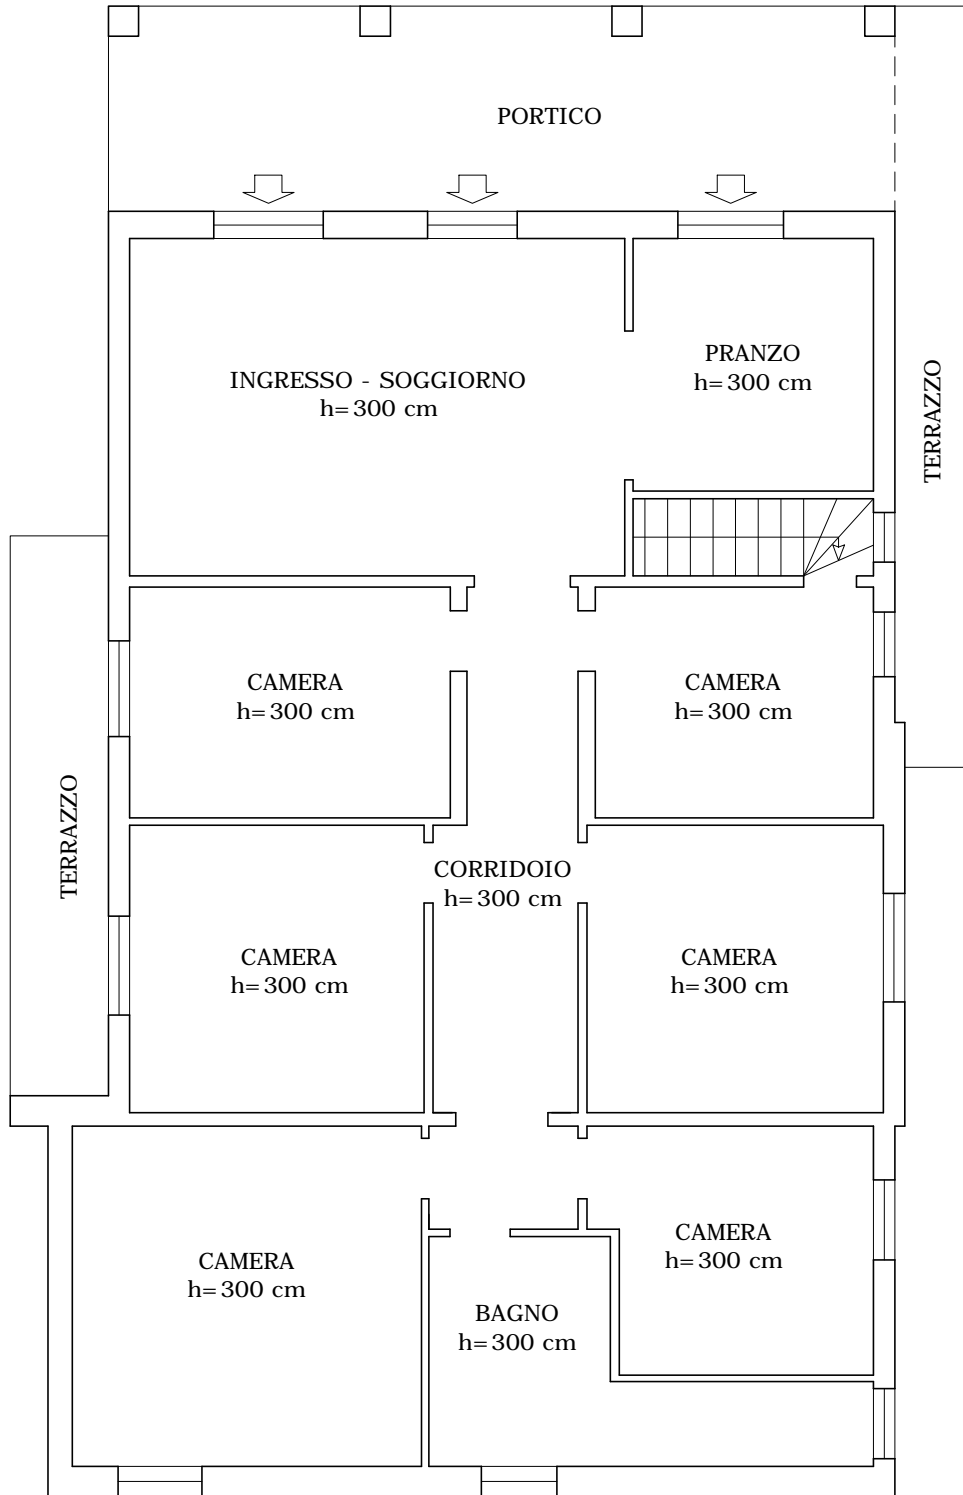 PORTICO
PRANZO
h=300 cm
INGRESSO - SOGGIORNO
h=300 cm
TERRAZZO
CAMERA
h=300 cm
CAMERA
h=300 cm
TERRAZZO
CORRIDOIO
h=300 cm
CAMERA
h=300 cm
CAMERA
h=300 cm
CAMERA
h=300 cm
CAMERA
h=300 cm
BAGNO
h=300 cm